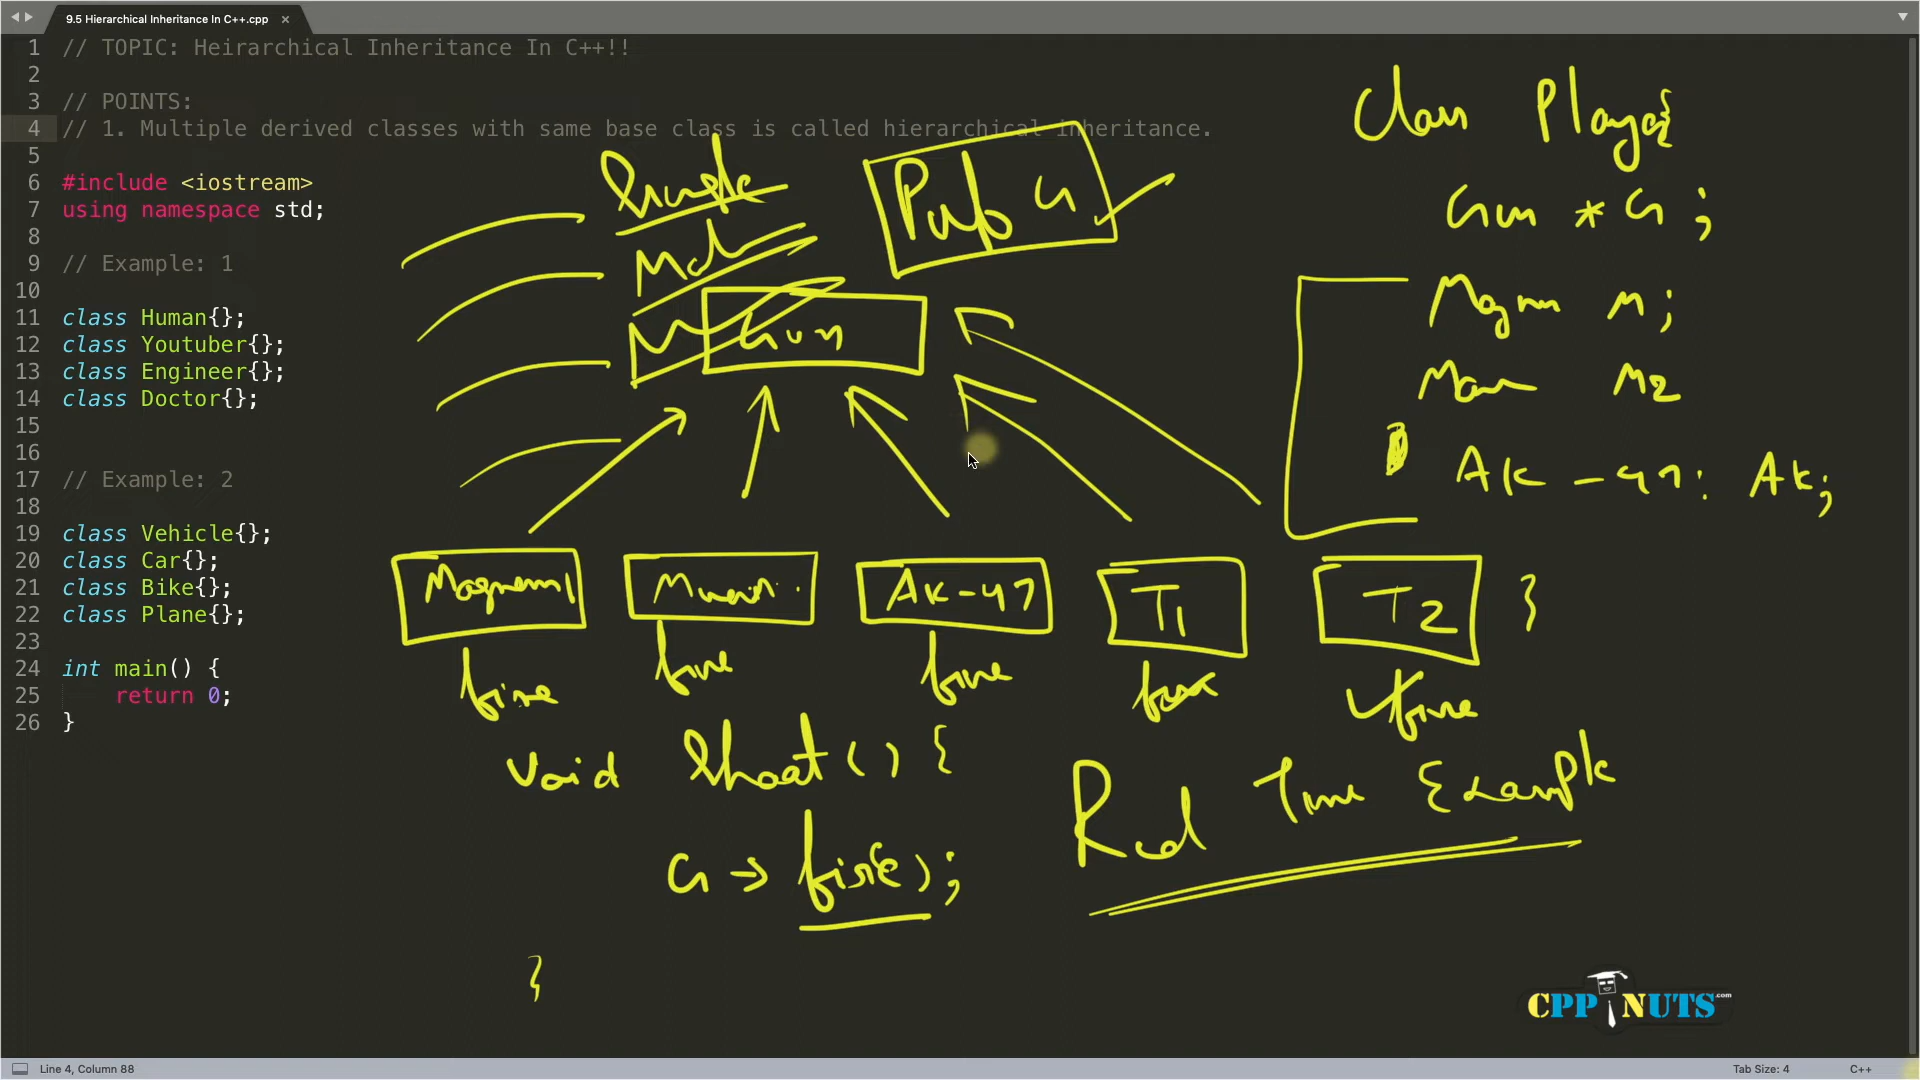 9.5 Hierarchical Inheritance In C++.cpp ×
1 // TOPIC: Heirarchical Inheritance In C++!!
2
3 // POINTS:
4 // 1. Multiple derived classes with same base class is called hierarchical inheritance.
5
6 #include <iostream>
7 using namespace std;
8
9 // Example: 1
10
11 class Human{};
12 class Youtuber{};
13 class Engineer{};
14 class Doctor{};
15
16
17 // Example: 2
18
19 class Vehicle{};
20 class Car{};
21 class Bike{};
22 class Plane{};
23
24 int main() {
25 return 0;
26 }
Class Player{
Single
Pub G
Gun * G ;
Gun
M ;
M2
AK - 47 : AK;
AK-47
T1
T2
}
fire
fire
fire
fire
void Shoot ( ) {
Real Time Example
G -> fire( ) ;
}
CPP NUTS .com
Line 4, Column 88
Tab Size: 4
C++